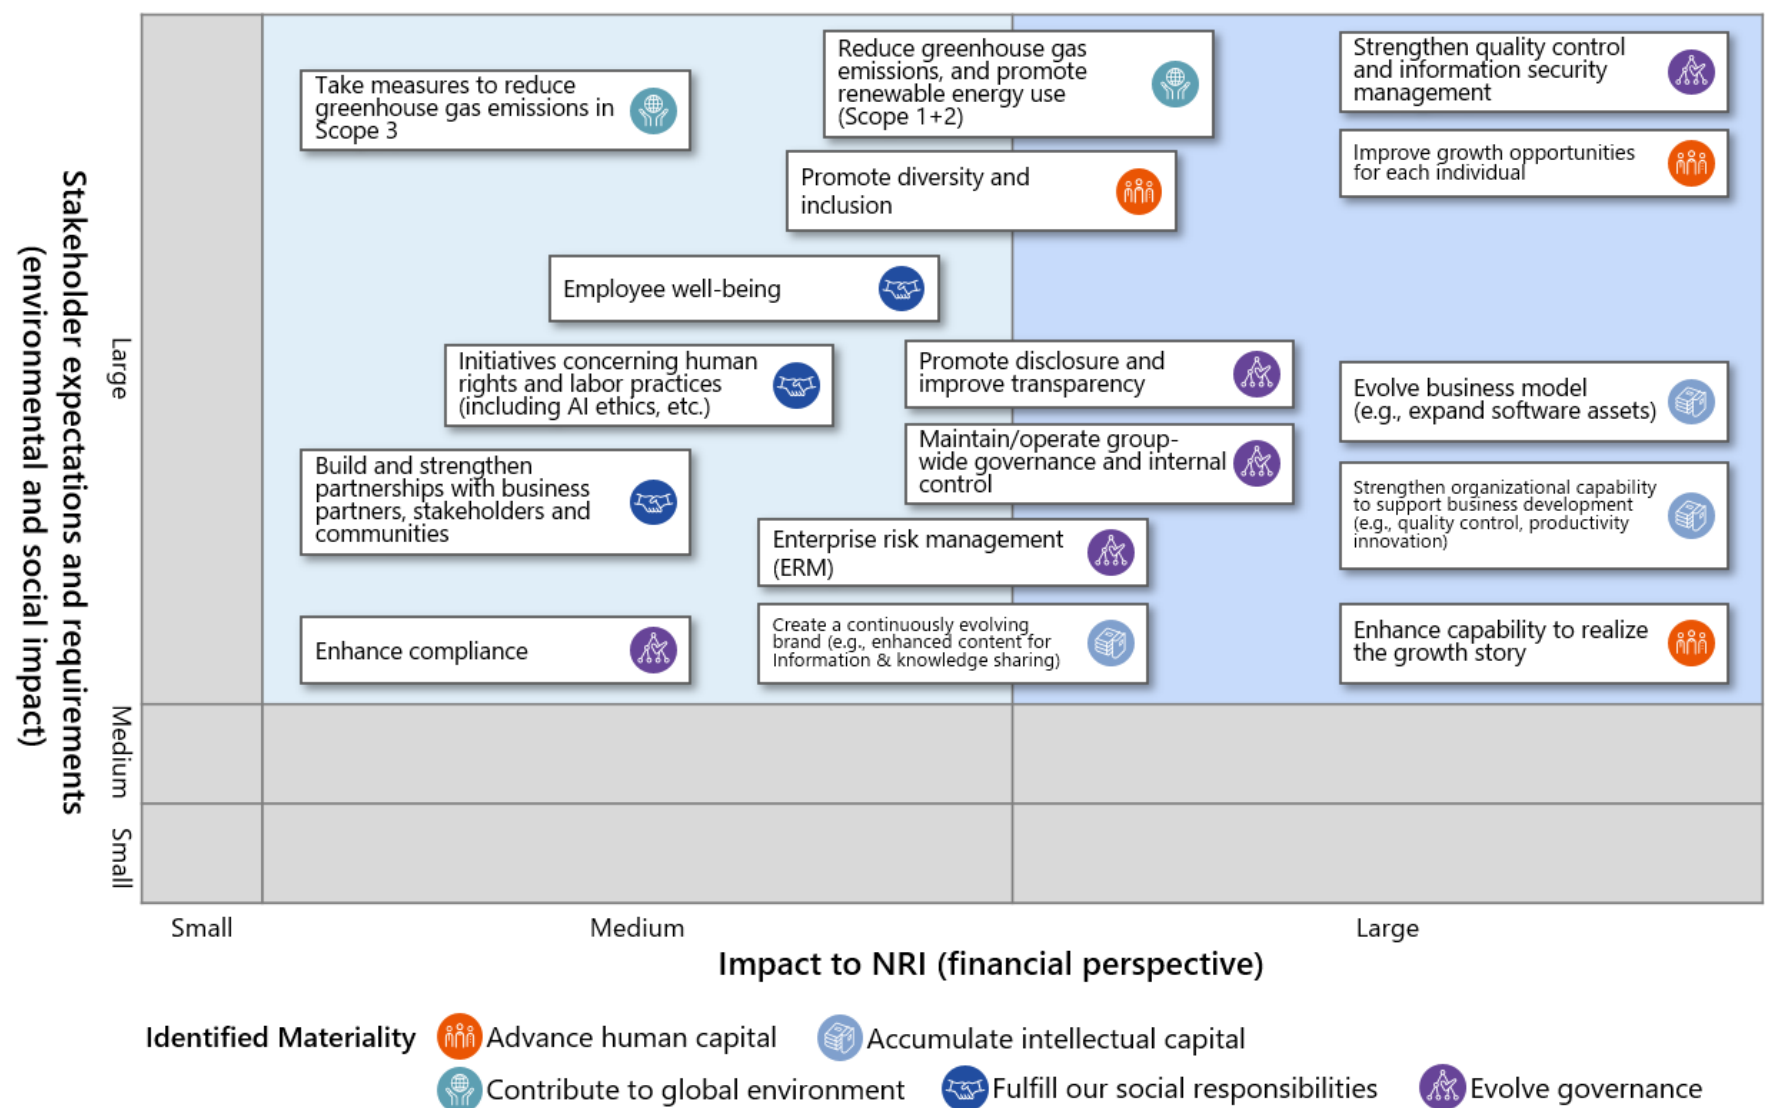 Stakeholder expectations and requirements
(environmental and social impact)
Large
Medium
Small
Take measures to reduce
greenhouse gas emissions in
Scope 3
Reduce greenhouse gas
emissions, and promote
renewable energy use
(Scope 1+2)
Strengthen quality control
and information security
management
Improve growth opportunities
for each individual
Promote diversity and
inclusion
Employee well-being
Initiatives concerning human
rights and labor practices
(including AI ethics, etc.)
Promote disclosure and
improve transparency
Evolve business model
(e.g., expand software assets)
Maintain/operate group-
wide governance and internal
control
Build and strengthen
partnerships with business
partners, stakeholders and
communities
Strengthen organizational capability
to support business development
(e.g., quality control, productivity
innovation)
Enterprise risk management
(ERM)
Enhance compliance
Create a continuously evolving
brand (e.g., enhanced content for
Information & knowledge sharing)
Enhance capability to realize
the growth story
Small
Medium
Large
Impact to NRI (financial perspective)
Identified Materiality
Advance human capital
Accumulate intellectual capital
Contribute to global environment
Fulfill our social responsibilities
Evolve governance